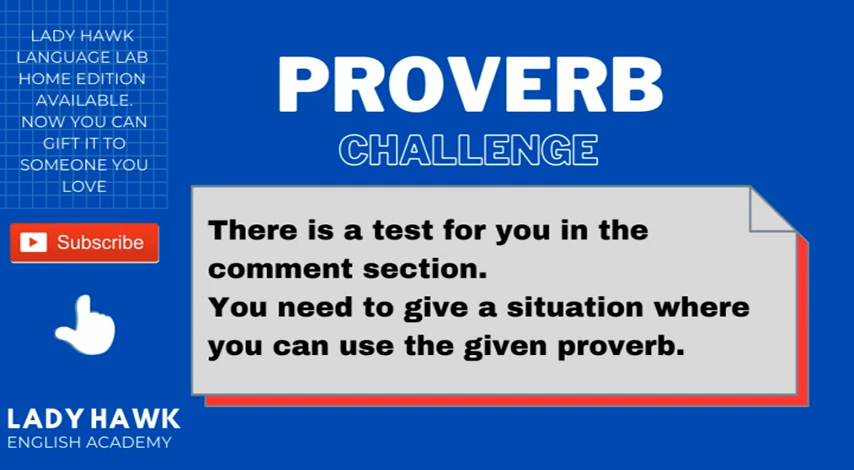 LADY HAWK
LANGUAGE LAB
HOME EDITION
AVAILABLE.
NOW YOU CAN
GIFT IT TO
SOMEONE YOU
LOVE
Subscribe
LADY HAWK
ENGLISH ACADEMY
PROVERB
CHALLENGE
There is a test for you in the
comment section.
You need to give a situation where
you can use the given proverb.